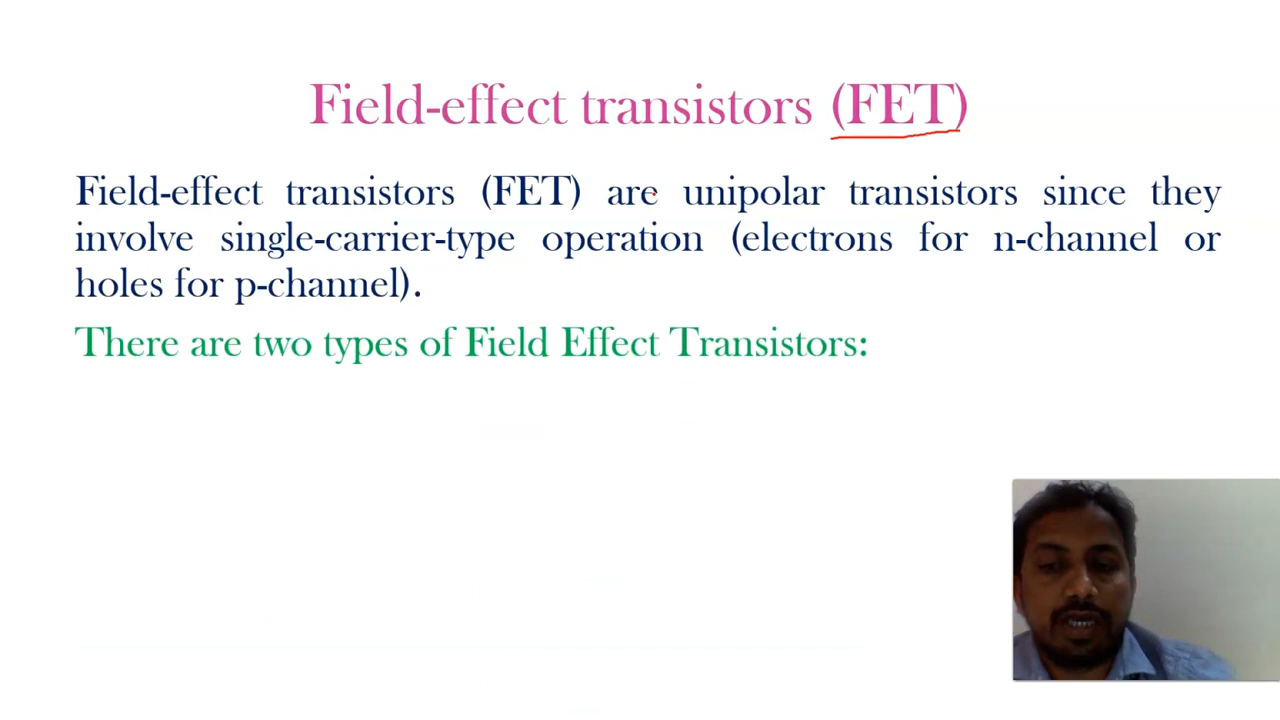 Field-effect transistors (FET)
Field-effect transistors (FET) are unipolar transistors since they
involve single-carrier-type operation (electrons for n-channel or
holes for p-channel).
There are two types of Field Effect Transistors: